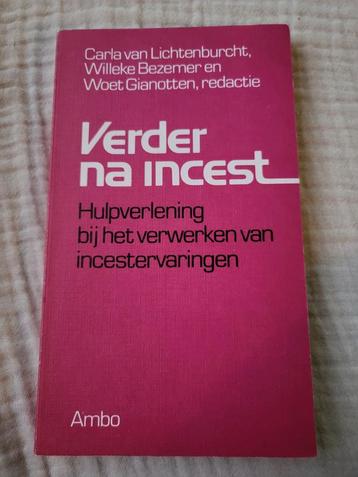 Carla van Lichtenburcht,
Willeke Bezemer en
Woet Gianotten, redactie
Verder
na incest
Hulpverlening
bij het verwerken van
incestervaringen
Ambo